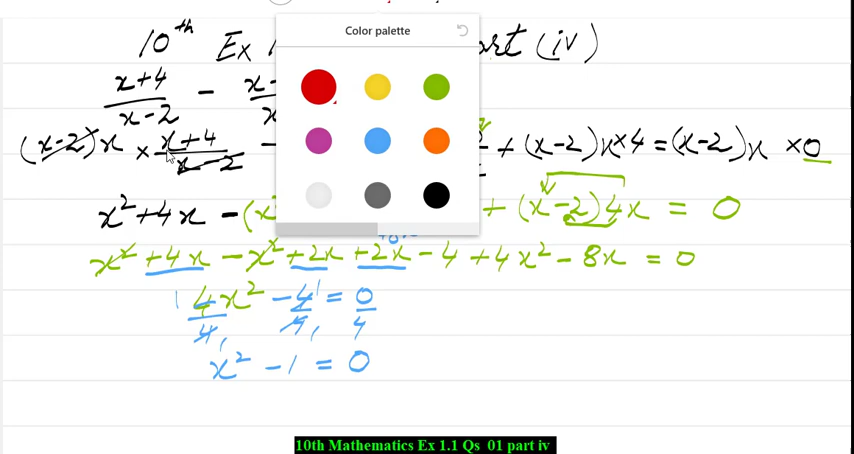 10th Ex (iv)
Color palette
x+4/x-2 - x-
(x-2)x × x+4/x-2 - + (x-2)x×4 = (x-2)x × 0
x² + 4x - (x + (x-2)4x = 0
x² + 4x - x² + 2x + 2x - 4 + 4x² - 8x = 0
4x²/4 - 4/4 = 0/4
x² - 1 = 0
10th Mathematics Ex 1.1 Qs 01 part iv